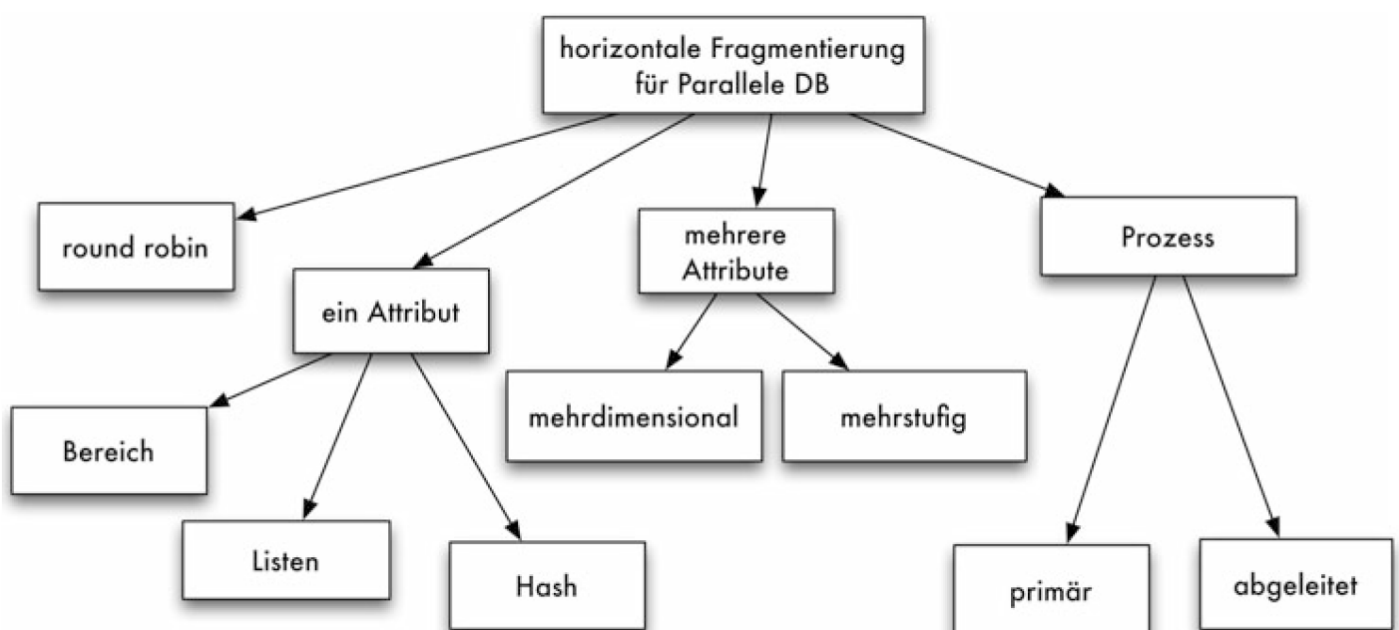 horizontale Fragmentierung
für Parallele DB
round robin
ein Attribut
mehrere
Attribute
Prozess
Bereich
Listen
Hash
mehrdimensional
mehrstufig
primär
abgeleitet